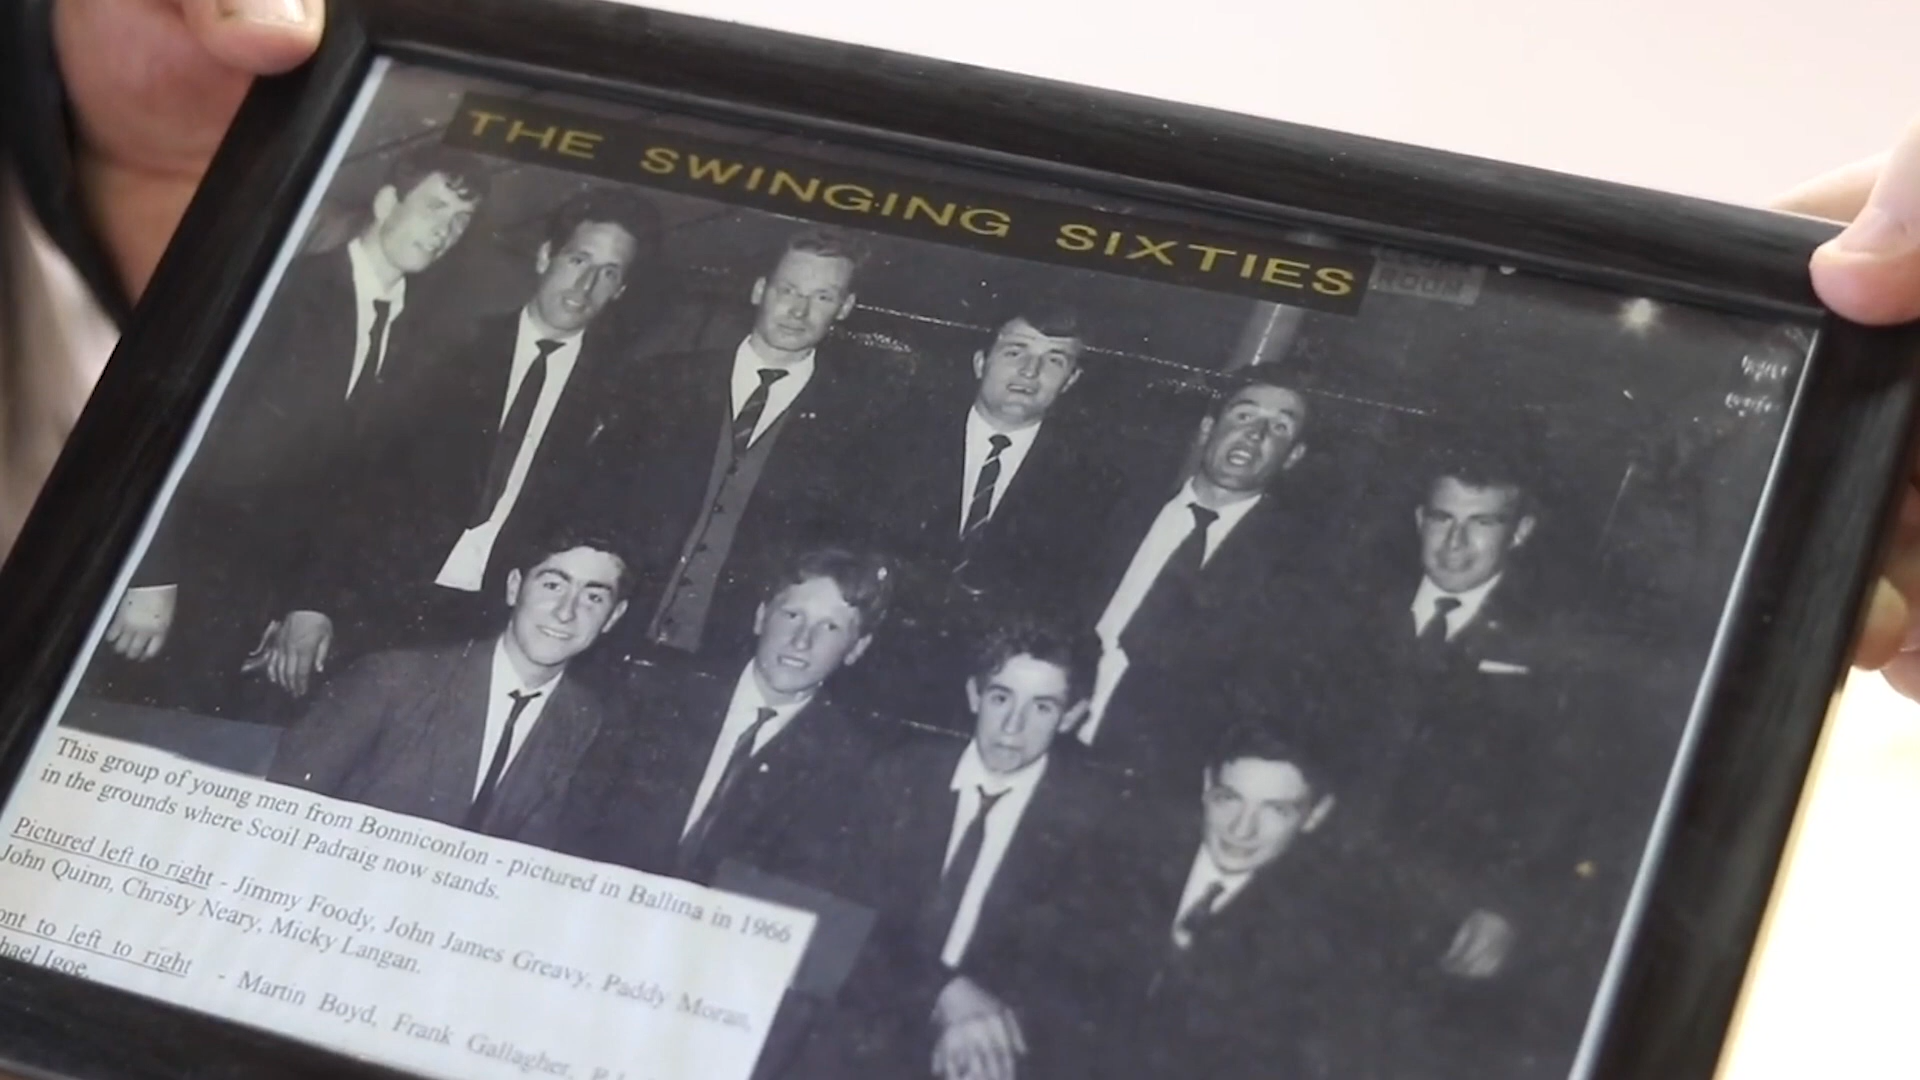 THE SWINGING SIXTIES
ROOM
This group of young men from Bonniconlon - pictured in Ballina in 1966
in the grounds where Scoil Padraig now stands.
Pictured left to right - Jimmy Foody, John James Greavy, Paddy Moran,
John Quinn, Christy Neary, Micky Langan.
ont to left to right - Martin Boyd, Frank Gallagher,
hael Igoe.